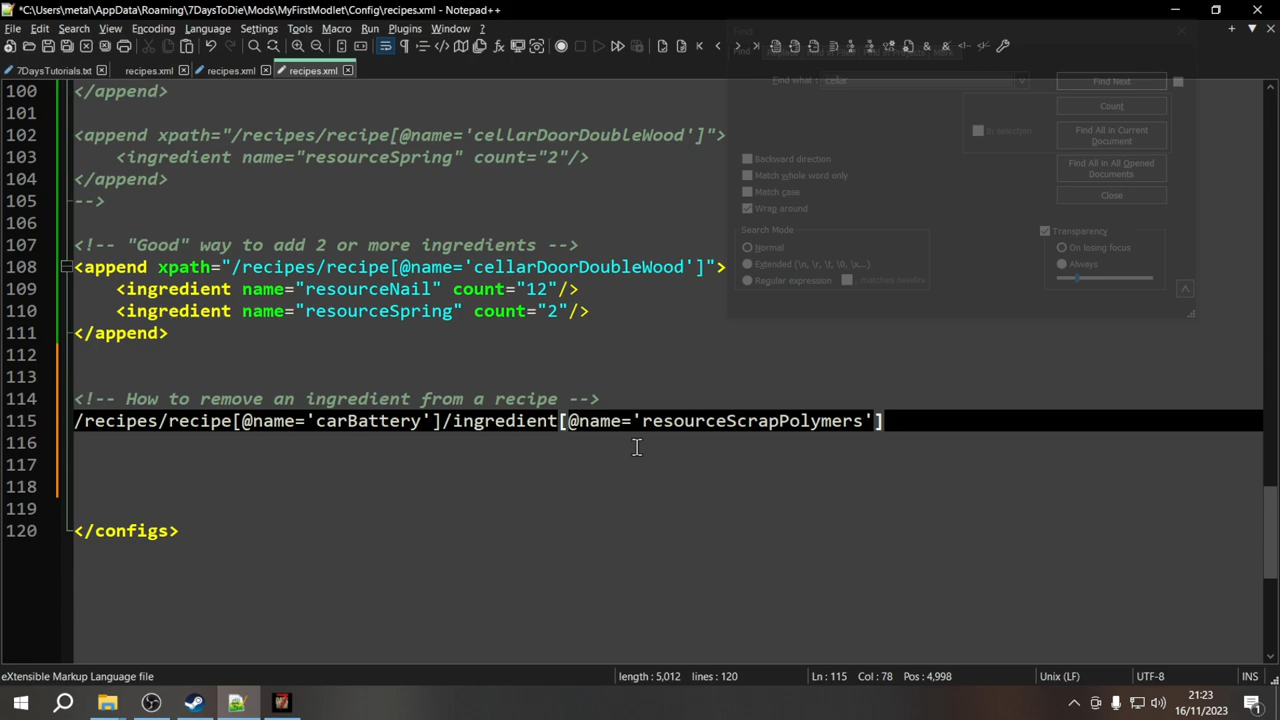 *C:\Users\metal\AppData\Roaming\7DaysToDie\Mods\MyFirstModlet\Config\recipes.xml - Notepad++
File Edit Search View Encoding Language Settings Tools Macro Run Plugins Window ?
7DaysTutorials.txt recipes.xml recipes.xml recipes.xml
Find
Find what : cellar Find Next
Count
In selection
Find All in Current
Document
Backward direction
Find All in All Opened
Documents
Match whole word only
Match case Close
Wrap around
Search Mode Transparency
Normal On losing focus
Extended (\n, \r, \t, \0, \x...) Always
Regular expression . matches newline
100 </append>
101
102 <append xpath="/recipes/recipe[@name='cellarDoorDoubleWood']">
103 <ingredient name="resourceSpring" count="2"/>
104 </append>
105 -->
106
107 <!-- "Good" way to add 2 or more ingredients -->
108 <append xpath="/recipes/recipe[@name='cellarDoorDoubleWood']">
109 <ingredient name="resourceNail" count="12"/>
110 <ingredient name="resourceSpring" count="2"/>
111 </append>
112
113
114 <!-- How to remove an ingredient from a recipe -->
115 /recipes/recipe[@name='carBattery']/ingredient[@name='resourceScrapPolymers']
116
117
118
119
120 </configs>
eXtensible Markup Language file length : 5,012 lines : 120 Ln : 115 Col : 78 Pos : 4,998 Unix (LF) UTF-8 INS
21:23
16/11/2023